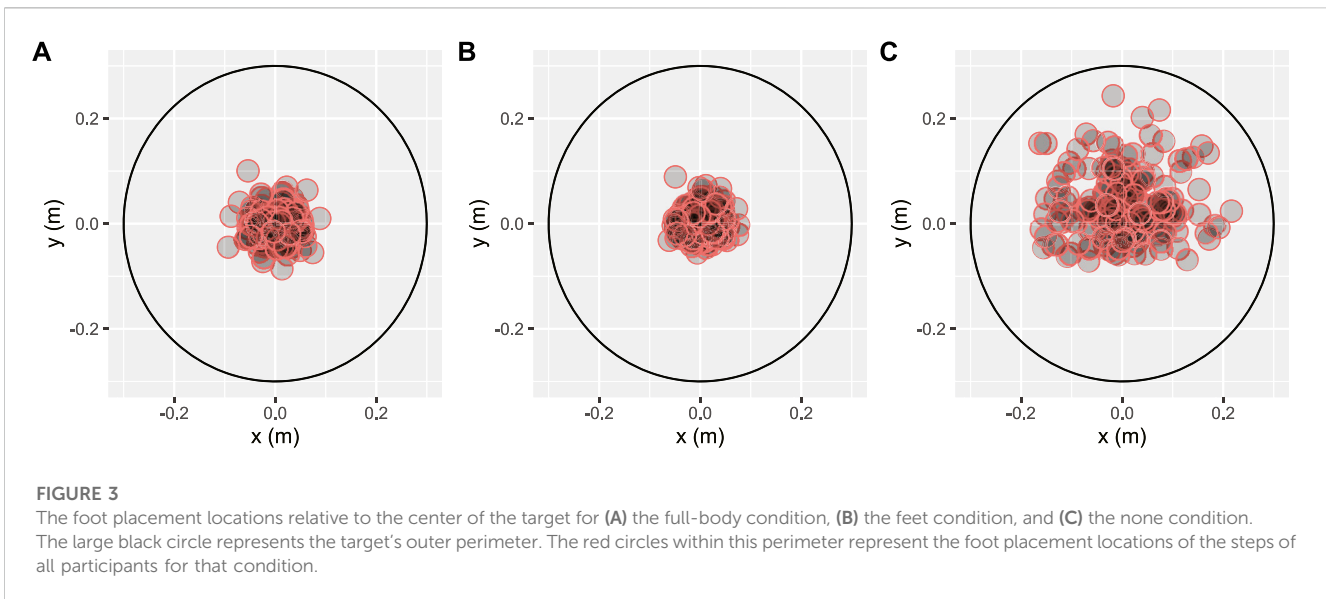 A
B
C
0.2
0.0
-0.2
y (m)
-0.2
0.0
0.2
x (m)
0.2
0.0
-0.2
y (m)
-0.2
0.0
0.2
x (m)
0.2
0.0
-0.2
y (m)
-0.2
0.0
0.2
x (m)
FIGURE 3
The foot placement locations relative to the center of the target for (A) the full-body condition, (B) the feet condition, and (C) the none condition.
The large black circle represents the target's outer perimeter. The red circles within this perimeter represent the foot placement locations of the steps of
all participants for that condition.